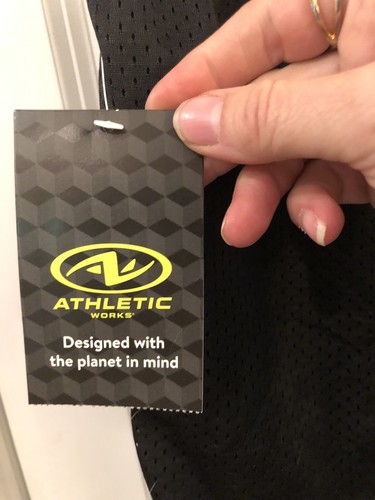 ATHLETIC
WORKS®
Designed with
the planet in mind